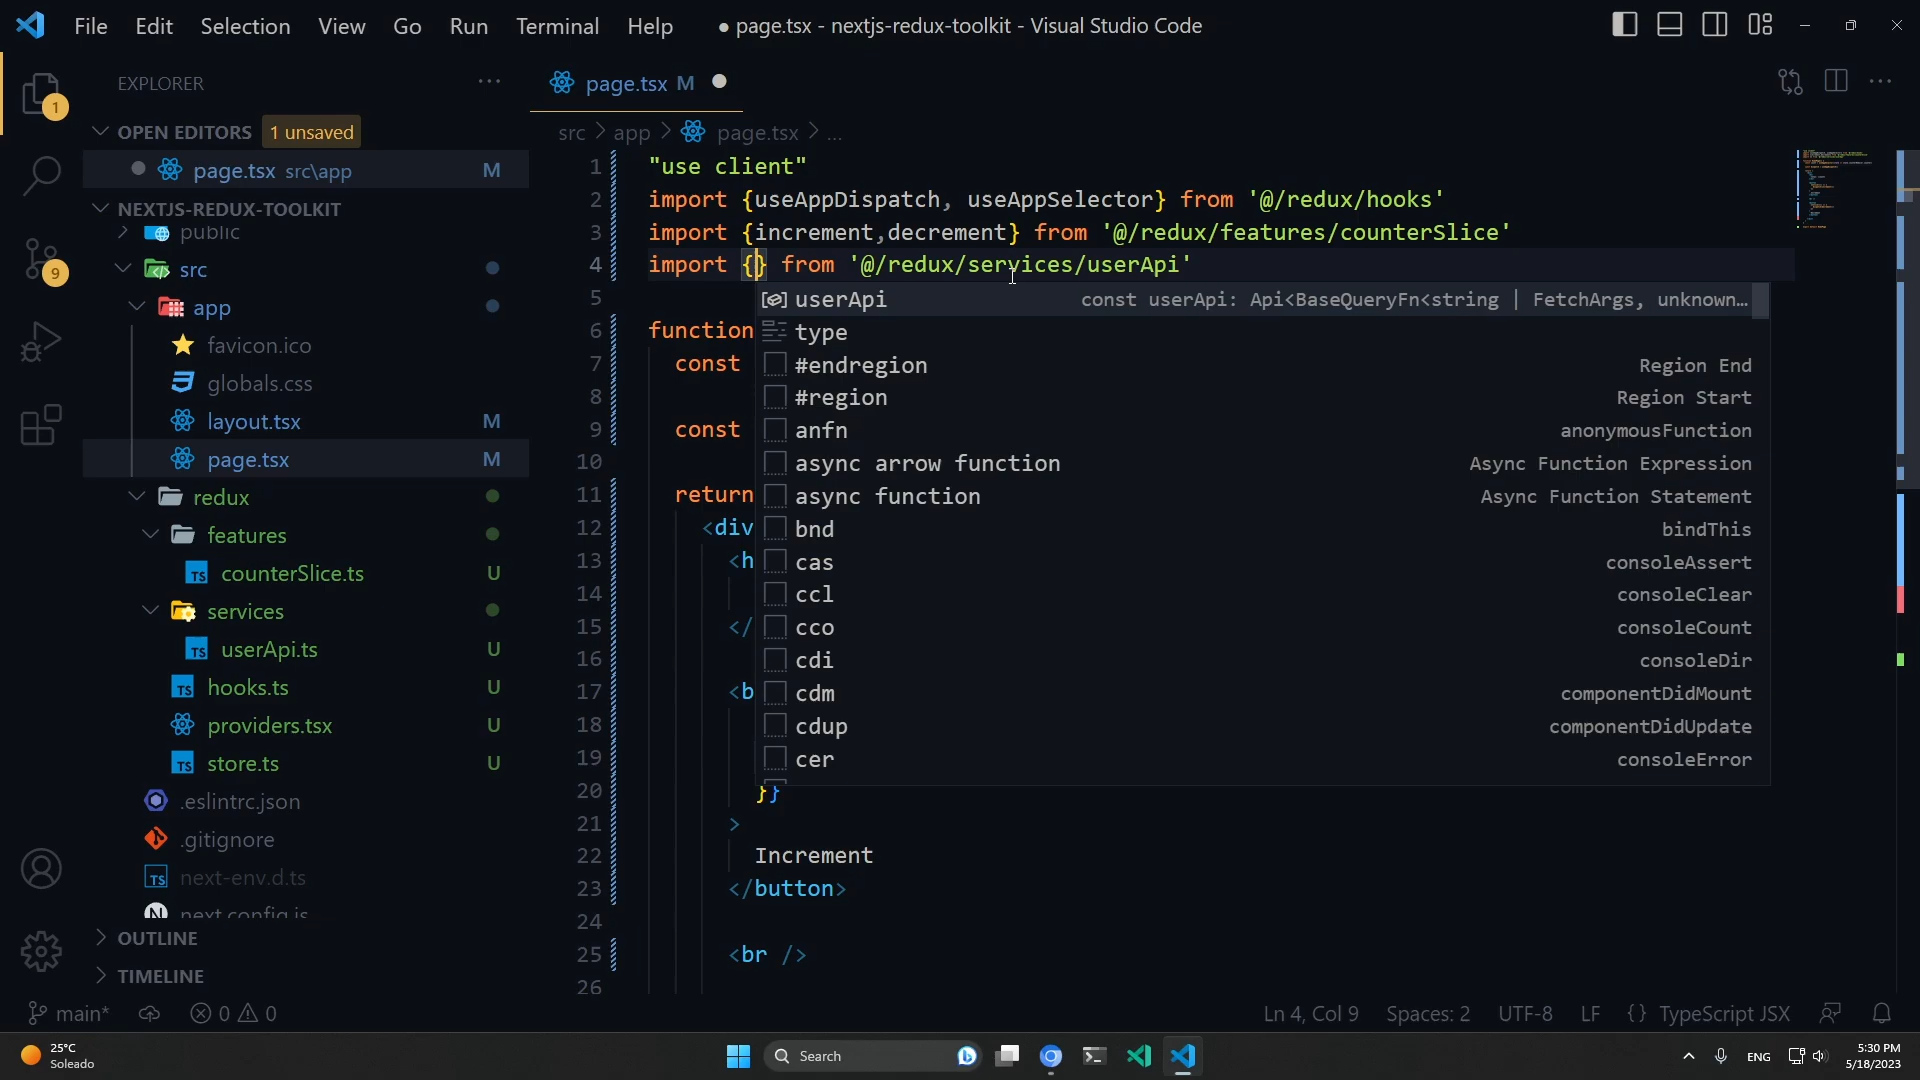 File Edit Selection View Go Run Terminal Help
● page.tsx - nextjs-redux-toolkit - Visual Studio Code
1
9
EXPLORER
OPEN EDITORS 1 unsaved
page.tsx src\app M
NEXTJS-REDUX-TOOLKIT
public
src
app
favicon.ico
globals.css
layout.tsx M
page.tsx M
redux
features
counterSlice.ts U
services
userApi.ts U
hooks.ts U
providers.tsx U
store.ts U
.eslintrc.json
.gitignore
next-env.d.ts
next.config.js
OUTLINE
TIMELINE
page.tsx M
src > app > page.tsx > ...
1 "use client"
2 import {useAppDispatch, useAppSelector} from '@/redux/hooks'
3 import {increment,decrement} from '@/redux/features/counterSlice'
4 import {} from '@/redux/services/userApi'
5
6 function
7 const
8
9 const
10
11 return
12 <div
13 <h
14
15 </
16
17 <b
18
19
20 }}
21 >
22 Increment
23 </button>
24
25 <br />
26
userApi const userApi: Api<BaseQueryFn<string | FetchArgs, unknown…
type
#endregion Region End
#region Region Start
anfn anonymousFunction
async arrow function Async Function Expression
async function Async Function Statement
bnd bindThis
cas consoleAssert
ccl consoleClear
cco consoleCount
cdi consoleDir
cdm componentDidMount
cdup componentDidUpdate
cer consoleError
main* 0 0
Ln 4, Col 9 Spaces: 2 UTF-8 LF {} TypeScript JSX
25°C
Soleado
Search
ENG
5:30 PM
5/18/2023